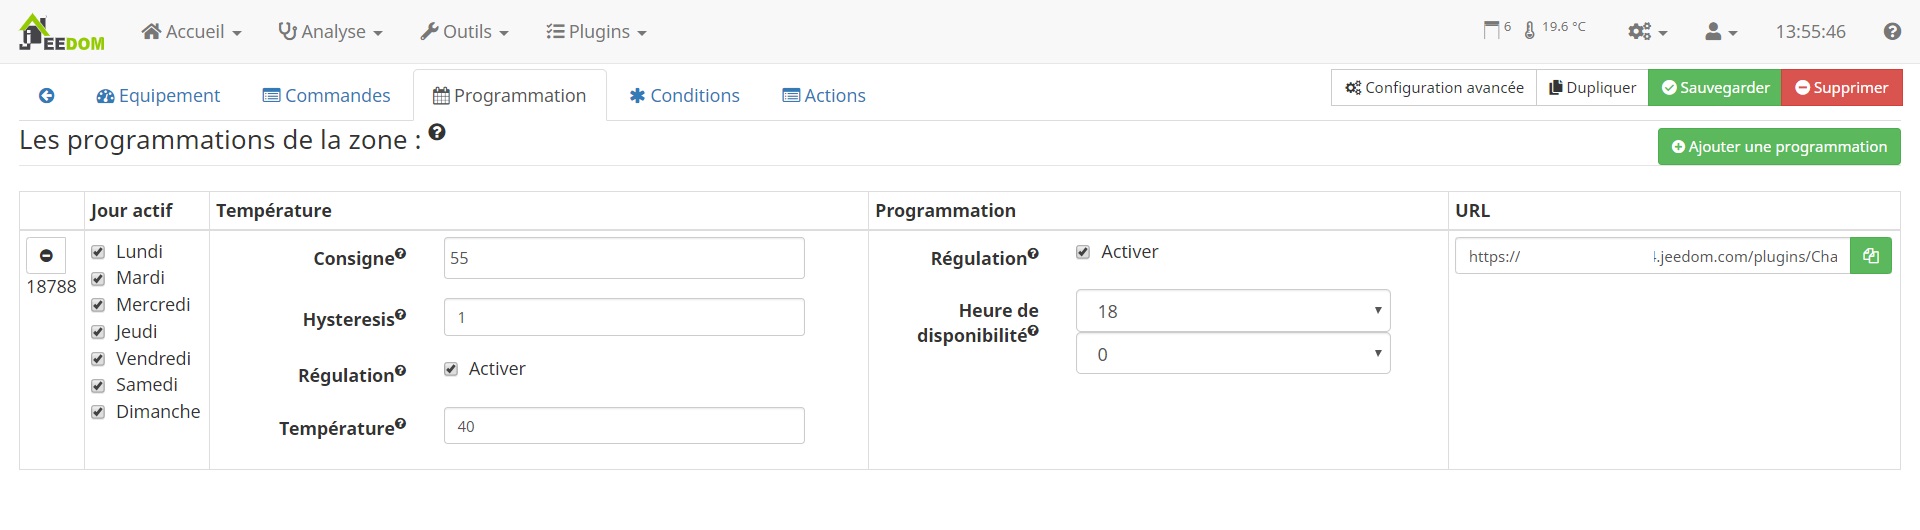 JEEDOM Accueil Analyse Outils Plugins 6 19.6 °C 13:55:46
Equipement Commandes Programmation Conditions Actions Configuration avancée Dupliquer Sauvegarder Supprimer
Les programmations de la zone :
Ajouter une programmation
Jour actif Température Programmation URL
18788
Lundi
Mardi
Mercredi
Jeudi
Vendredi
Samedi
Dimanche
Consigne 55
Hysteresis 1
Régulation Activer
Température 40
Régulation Activer
Heure de
disponibilité
18
0
https:// .jeedom.com/plugins/Cha